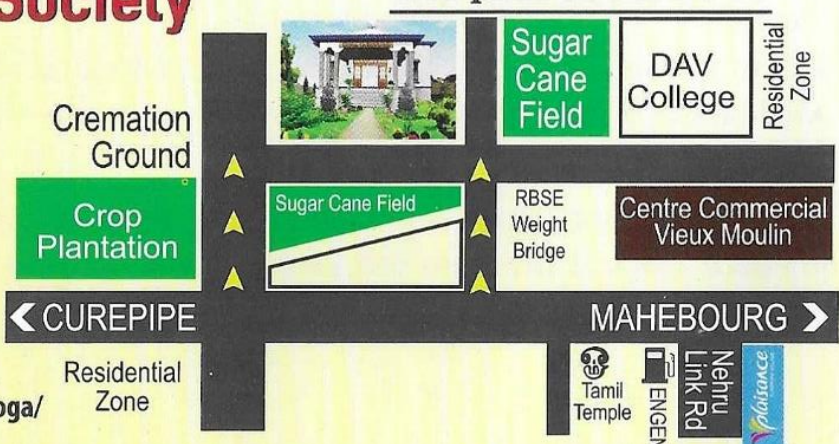 Society
Sugar
Cane
Field
DAV
College
Residential
Zone
Cremation
Ground
Crop
Plantation
Sugar Cane Field
RBSE
Weight
Bridge
Centre Commercial
Vieux Moulin
CUREPIPE
MAHEBOURG
Residential
Zone
Tamil
Temple
Nehru
Link Rd
plaisance